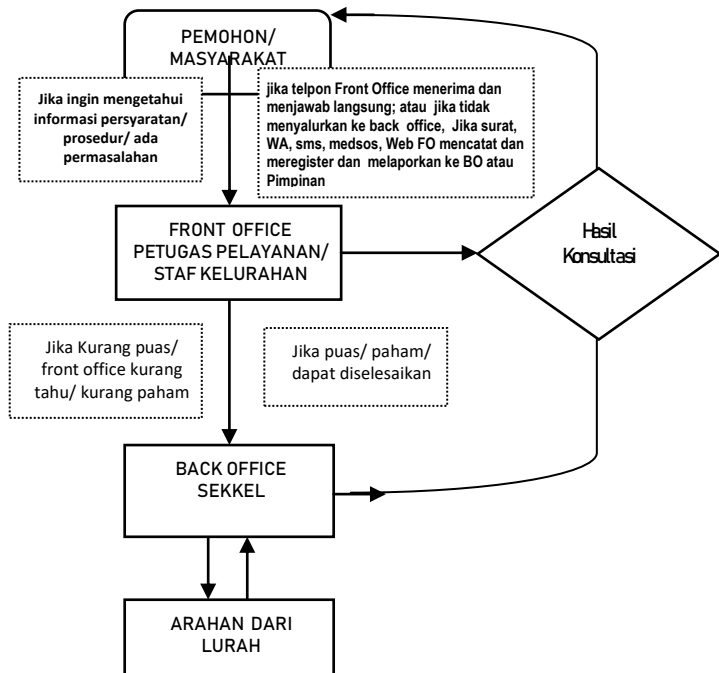 PEMOHON/
MASYARAKAT
Jika ingin mengetahui
informasi persyaratan/
prosedur/ ada
permasalahan
jika telpon Front Office menerima dan
menjawab langsung; atau jika tidak
menyalurkan ke back office, Jika surat,
WA, sms, medsos, Web FO mencatat dan
meregister dan melaporkan ke BO atau
Pimpinan
FRONT OFFICE
PETUGAS PELAYANAN/
STAF KELURAHAN
Hasil
Konsultasi
Jika Kurang puas/
front office kurang
tahu/ kurang paham
Jika puas/ paham/
dapat diselesaikan
BACK OFFICE
SEKKEL
ARAHAN DARI
LURAH